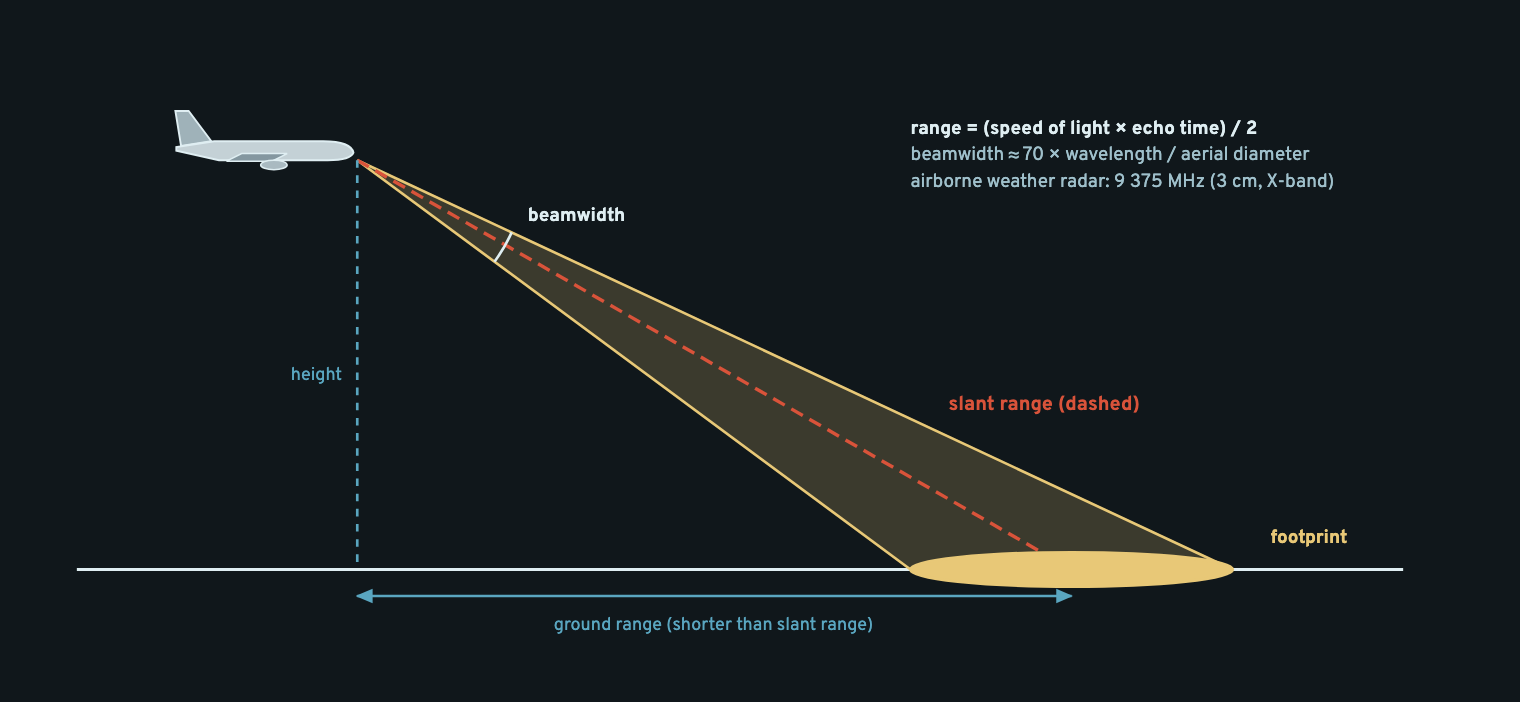 range = (speed of light × echo time) / 2
beamwidth ≈ 70 × wavelength / aerial diameter
airborne weather radar: 9 375 MHz (3 cm, X-band)
beamwidth
height
slant range (dashed)
footprint
ground range (shorter than slant range)